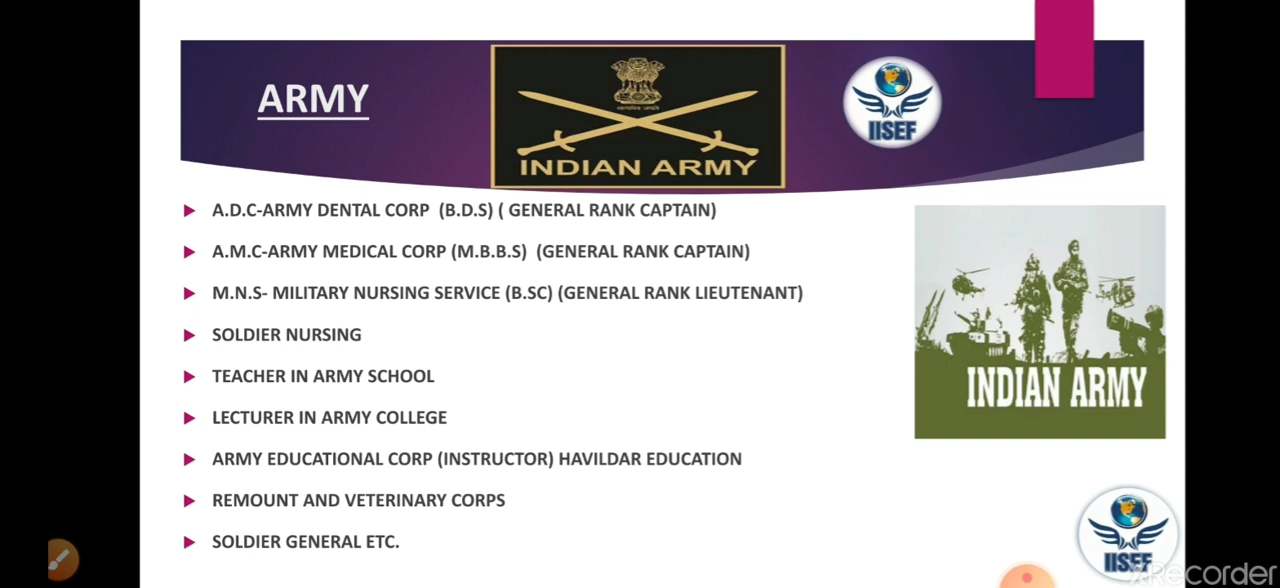 ARMY
INDIAN ARMY
IISEF
A.D.C-ARMY DENTAL CORP (B.D.S) ( GENERAL RANK CAPTAIN)
A.M.C-ARMY MEDICAL CORP (M.B.B.S) (GENERAL RANK CAPTAIN)
M.N.S- MILITARY NURSING SERVICE (B.SC) (GENERAL RANK LIEUTENANT)
SOLDIER NURSING
TEACHER IN ARMY SCHOOL
LECTURER IN ARMY COLLEGE
ARMY EDUCATIONAL CORP (INSTRUCTOR) HAVILDAR EDUCATION
REMOUNT AND VETERINARY CORPS
SOLDIER GENERAL ETC.
INDIAN ARMY
IISEF
XRecorder